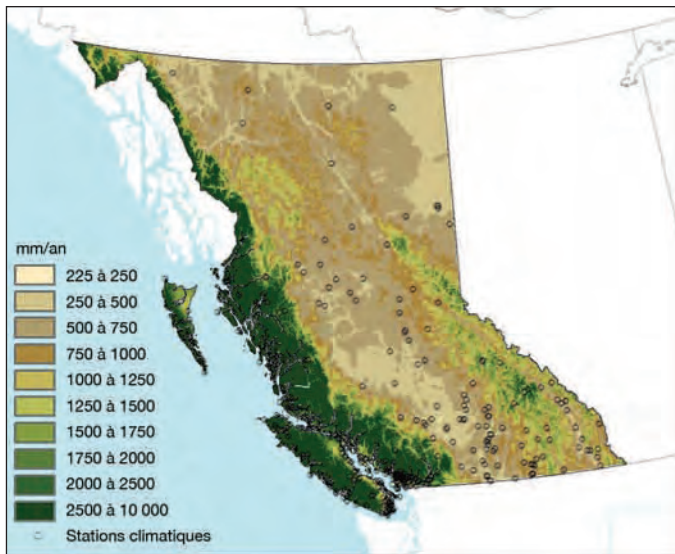 mm/an
225 à 250
250 à 500
500 à 750
750 à 1000
1000 à 1250
1250 à 1500
1500 à 1750
1750 à 2000
2000 à 2500
2500 à 10 000
Stations climatiques